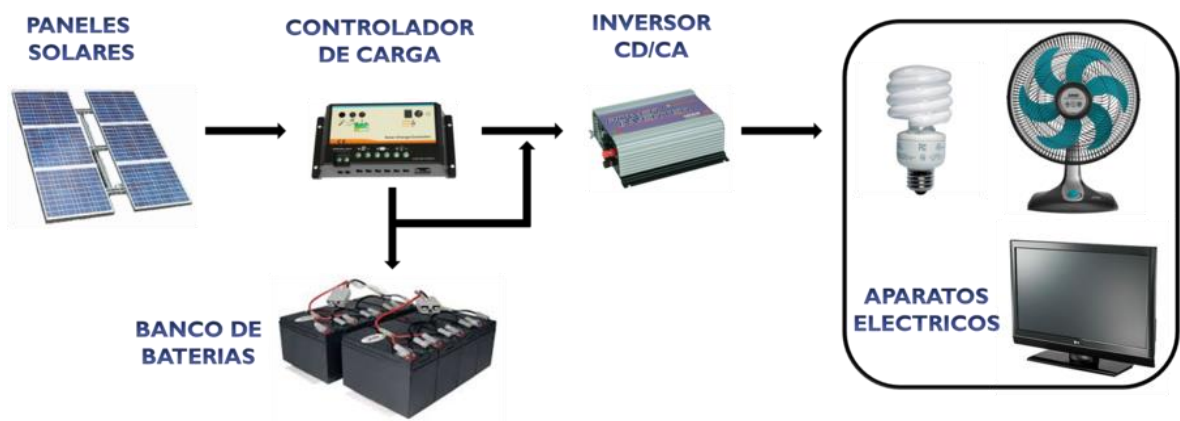 PANELES
SOLARES
CONTROLADOR
DE CARGA
INVERSOR
CD/CA
BANCO DE
BATERIAS
APARATOS
ELECTRICOS